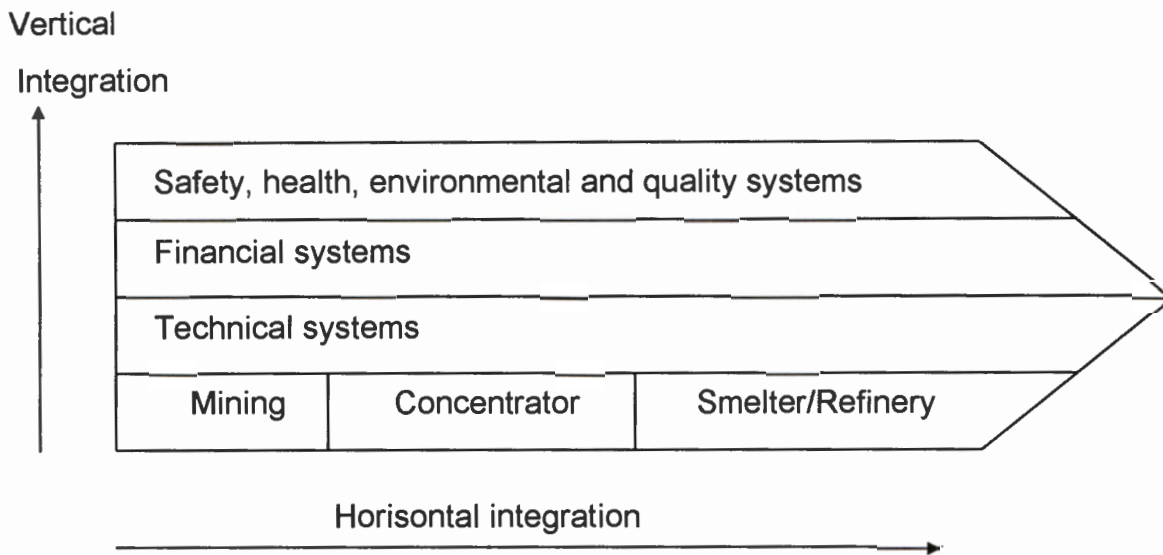 Vertical
Integration
Safety, health, environmental and quality systems
Financial systems
Technical systems
Mining
Concentrator
Smelter/Refinery
Horisontal integration